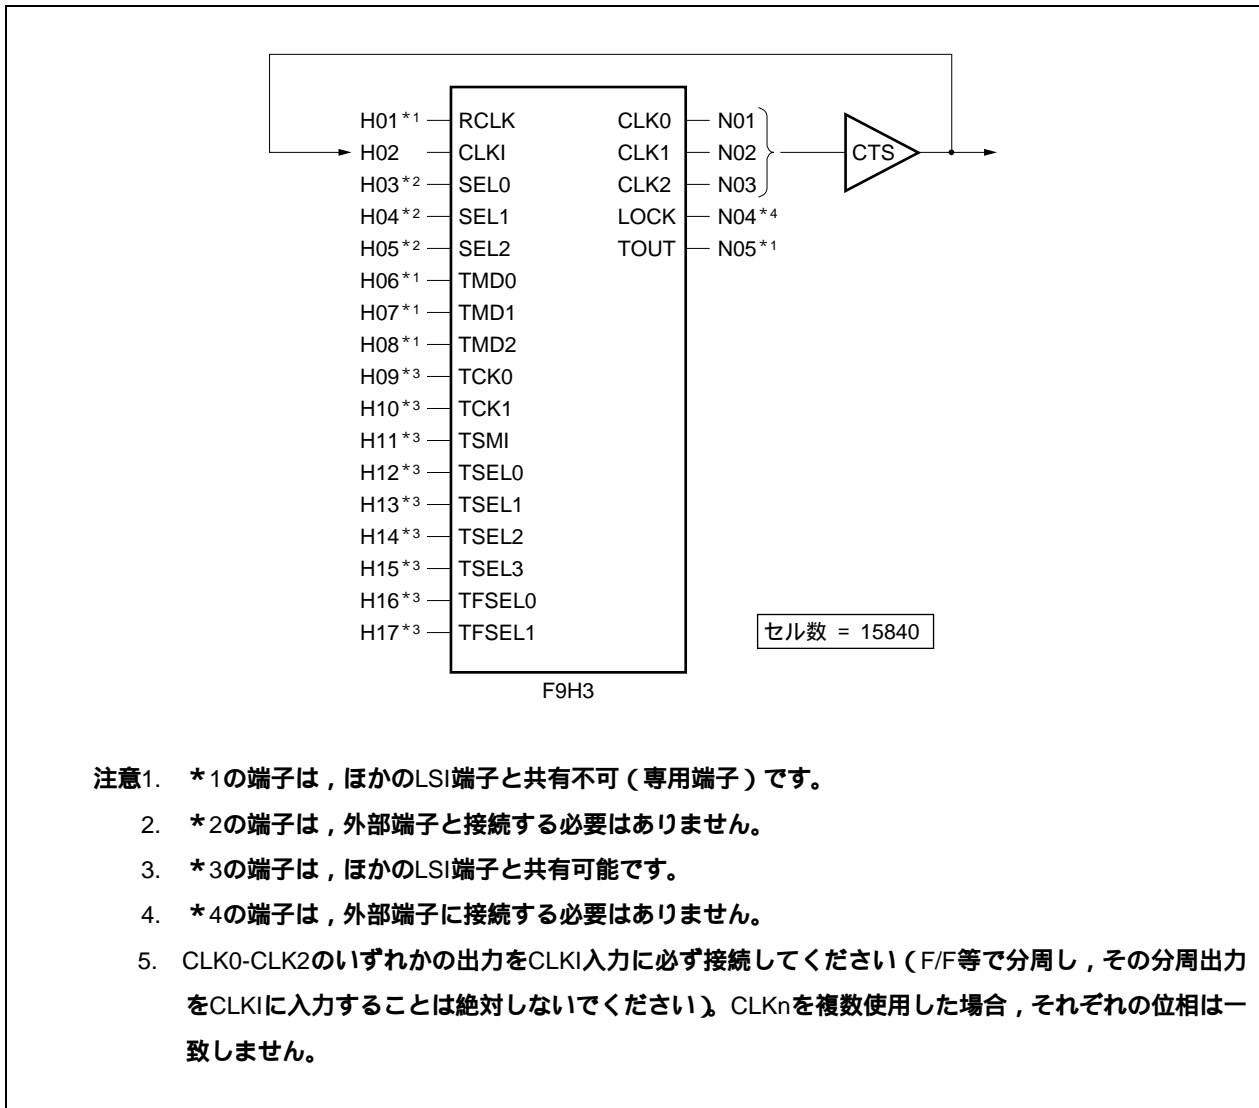 H01*1 RCLK CLK0 N01
H02 CLKI CLK1 N02 CTS
H03*2 SEL0 CLK2 N03
H04*2 SEL1 LOCK N04*4
H05*2 SEL2 TOUT N05*1
H06*1 TMD0
H07*1 TMD1
H08*1 TMD2
H09*3 TCK0
H10*3 TCK1
H11*3 TSMI
H12*3 TSEL0
H13*3 TSEL1
H14*3 TSEL2
H15*3 TSEL3
H16*3 TFSEL0
H17*3 TFSEL1
セル数 = 15840
F9H3
注意1. *1の端子は,ほかのLSI端子と共有不可(専用端子)です。
2. *2の端子は,外部端子と接続する必要はありません。
3. *3の端子は,ほかのLSI端子と共有可能です。
4. *4の端子は,外部端子に接続する必要はありません。
5. CLK0-CLK2のいずれかの出力をCLKI入力に必ず接続してください(F/F等で分周し,その分周出力
をCLKIに入力することは絶対しないでください)。CLKnを複数使用した場合,それぞれの位相は一
致しません。